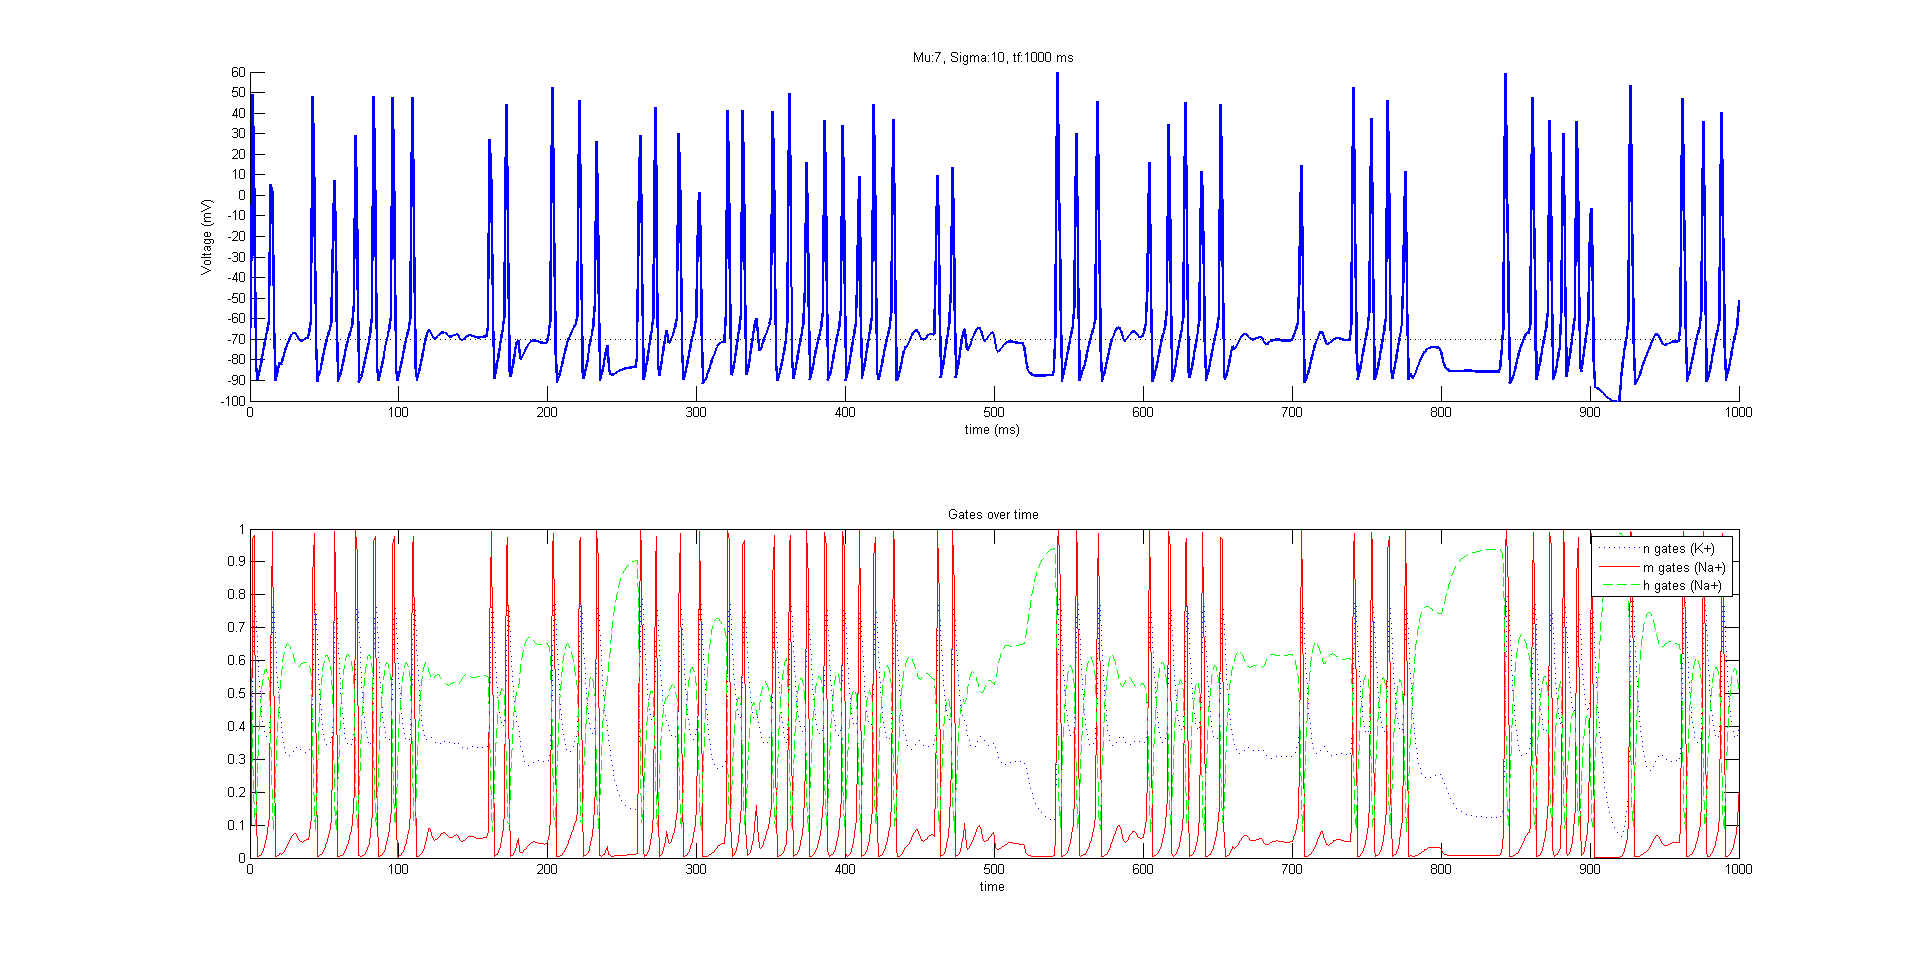 Mu:7, Sigma:10, tf:1000 ms
60
50
40
30
20
10
0
-10
-20
-30
-40
-50
-60
-70
-80
-90
-100
Voltage (mV)
0 100 200 300 400 500 600 700 800 900 1000
time (ms)
Gates over time
1
0.9
0.8
0.7
0.6
0.5
0.4
0.3
0.2
0.1
0
n gates (K+)
m gates (Na+)
h gates (Na+)
0 100 200 300 400 500 600 700 800 900 1000
time